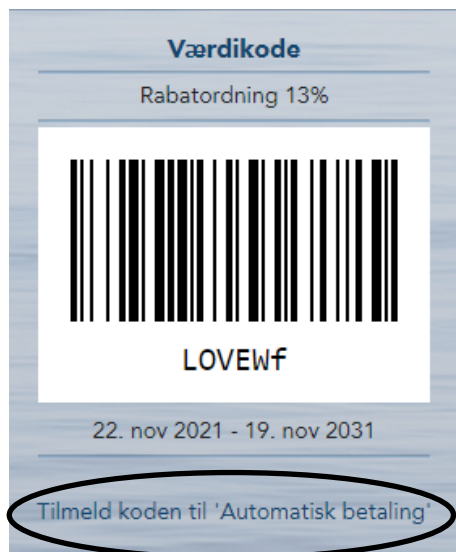 Værdikode
Rabatordning 13%
LOVEWf
22. nov 2021 - 19. nov 2031
Tilmeld koden til 'Automatisk betaling'